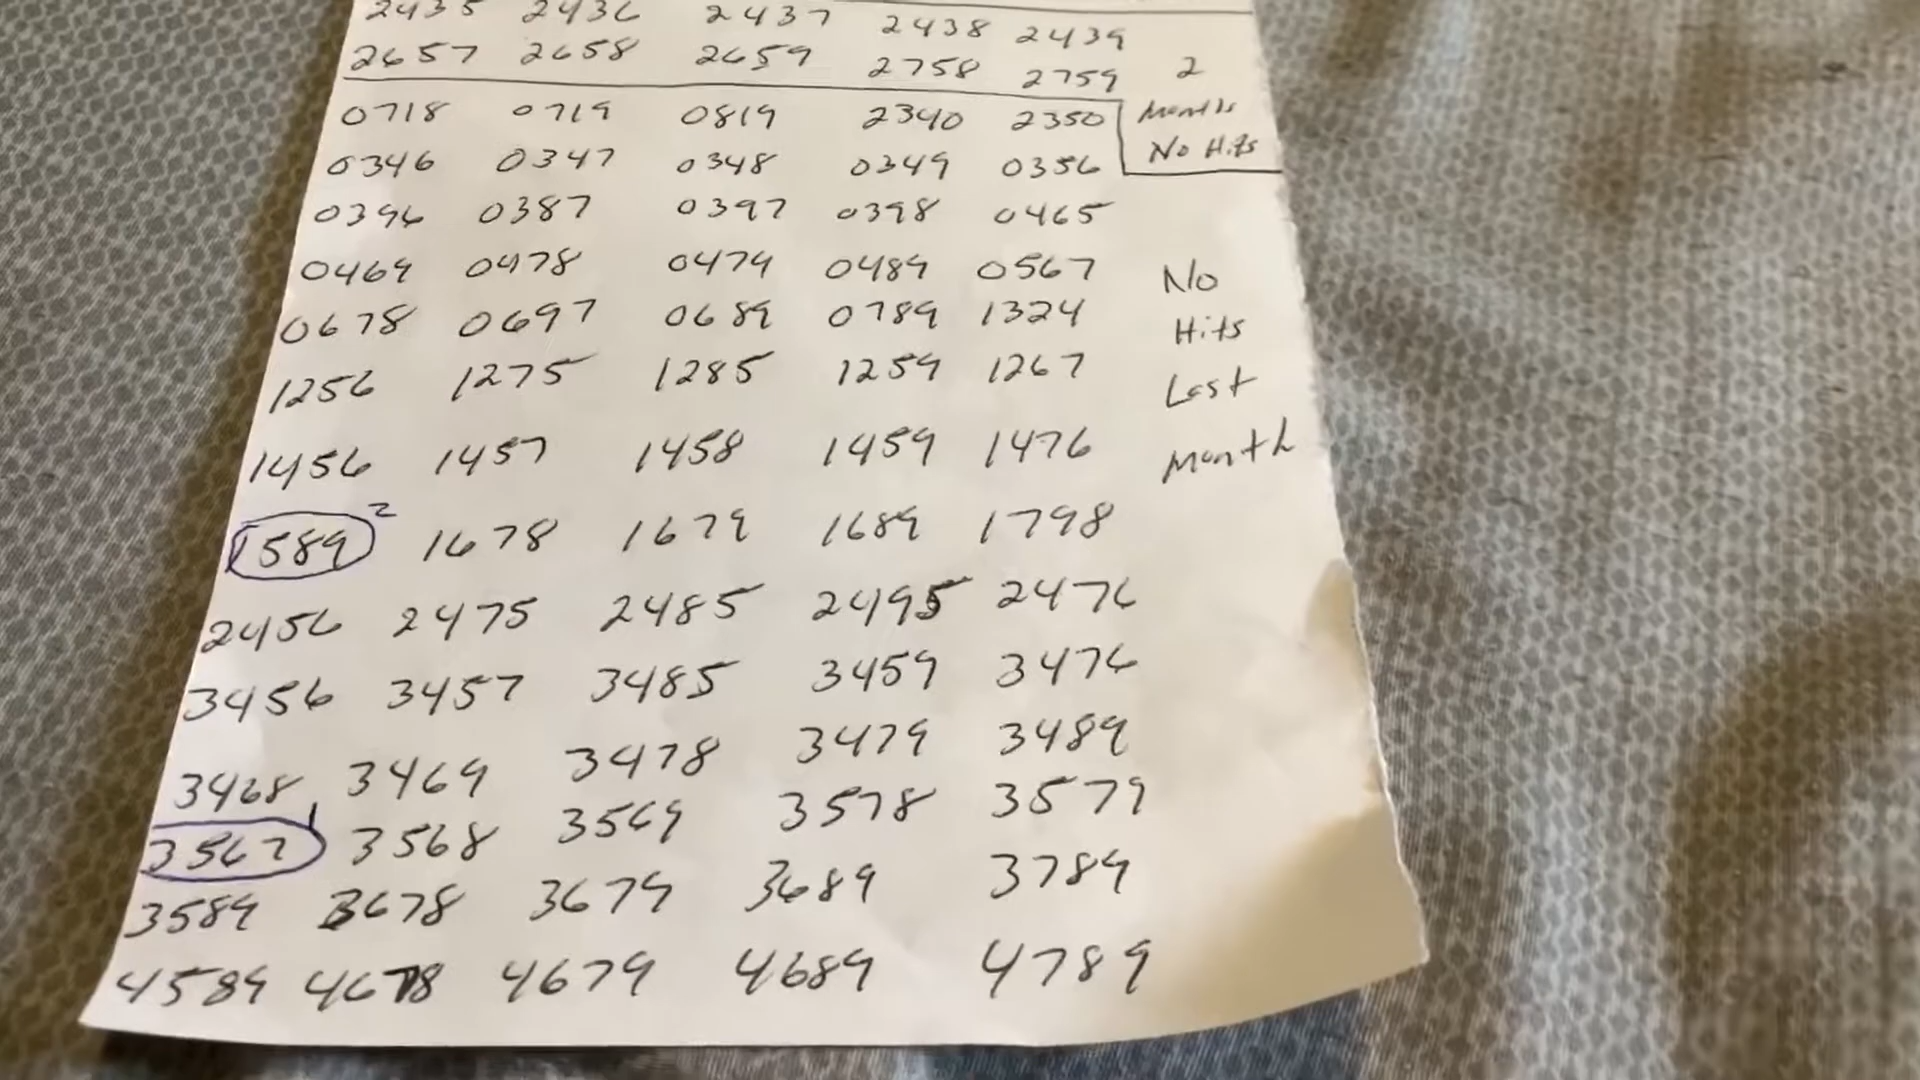 2435 2436 2437 2438 2439
2657 2658 2659 2758 2759 2
0718 0719 0819 2340 2350 Months
0346 0347 0348 0349 0356 No Hits
0396 0387 0397 0398 0465
0469 0478 0479 0489 0567 No
0678 0697 0689 0789 1324 Hits
1256 1275 1285 1259 1267 Last
1456 1457 1458 1459 1476 Month
1589 2 1678 1679 1689 1798
2456 2475 2485 2495 2476
3456 3457 3485 3459 3476
3468 3469 3478 3479 3489
3567 1 3568 3569 3578 3579
3589 3678 3679 3689 3789
4589 4678 4679 4689 4789